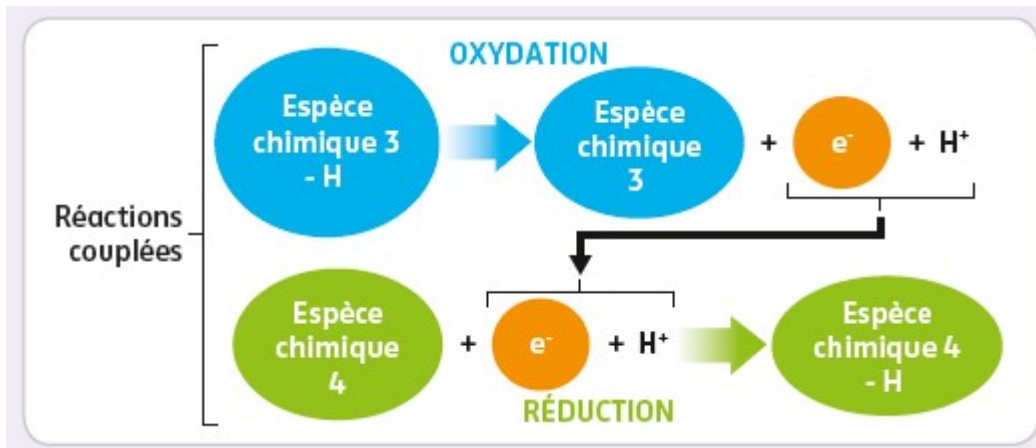 OXYDATION
Espèce
chimique 3
- H
Espèce
chimique
3
+
e⁻
+ H⁺
Réactions
couplées
Espèce
chimique
4
+
e⁻
+ H⁺
Espèce
chimique 4
- H
RÉDUCTION